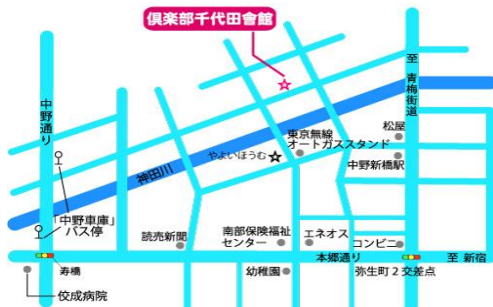 倶楽部千代田會館
至
青梅街道
中野通り
松屋
東京無線
オートガススタンド
やよいほうむ
中野新橋駅
神田川
「中野車庫」
バス停
読売新聞
南部保険福祉
センター
エネオス
コンビニ
本郷通り
至 新宿
寿橋
幼稚園
弥生町2交差点
佼成病院